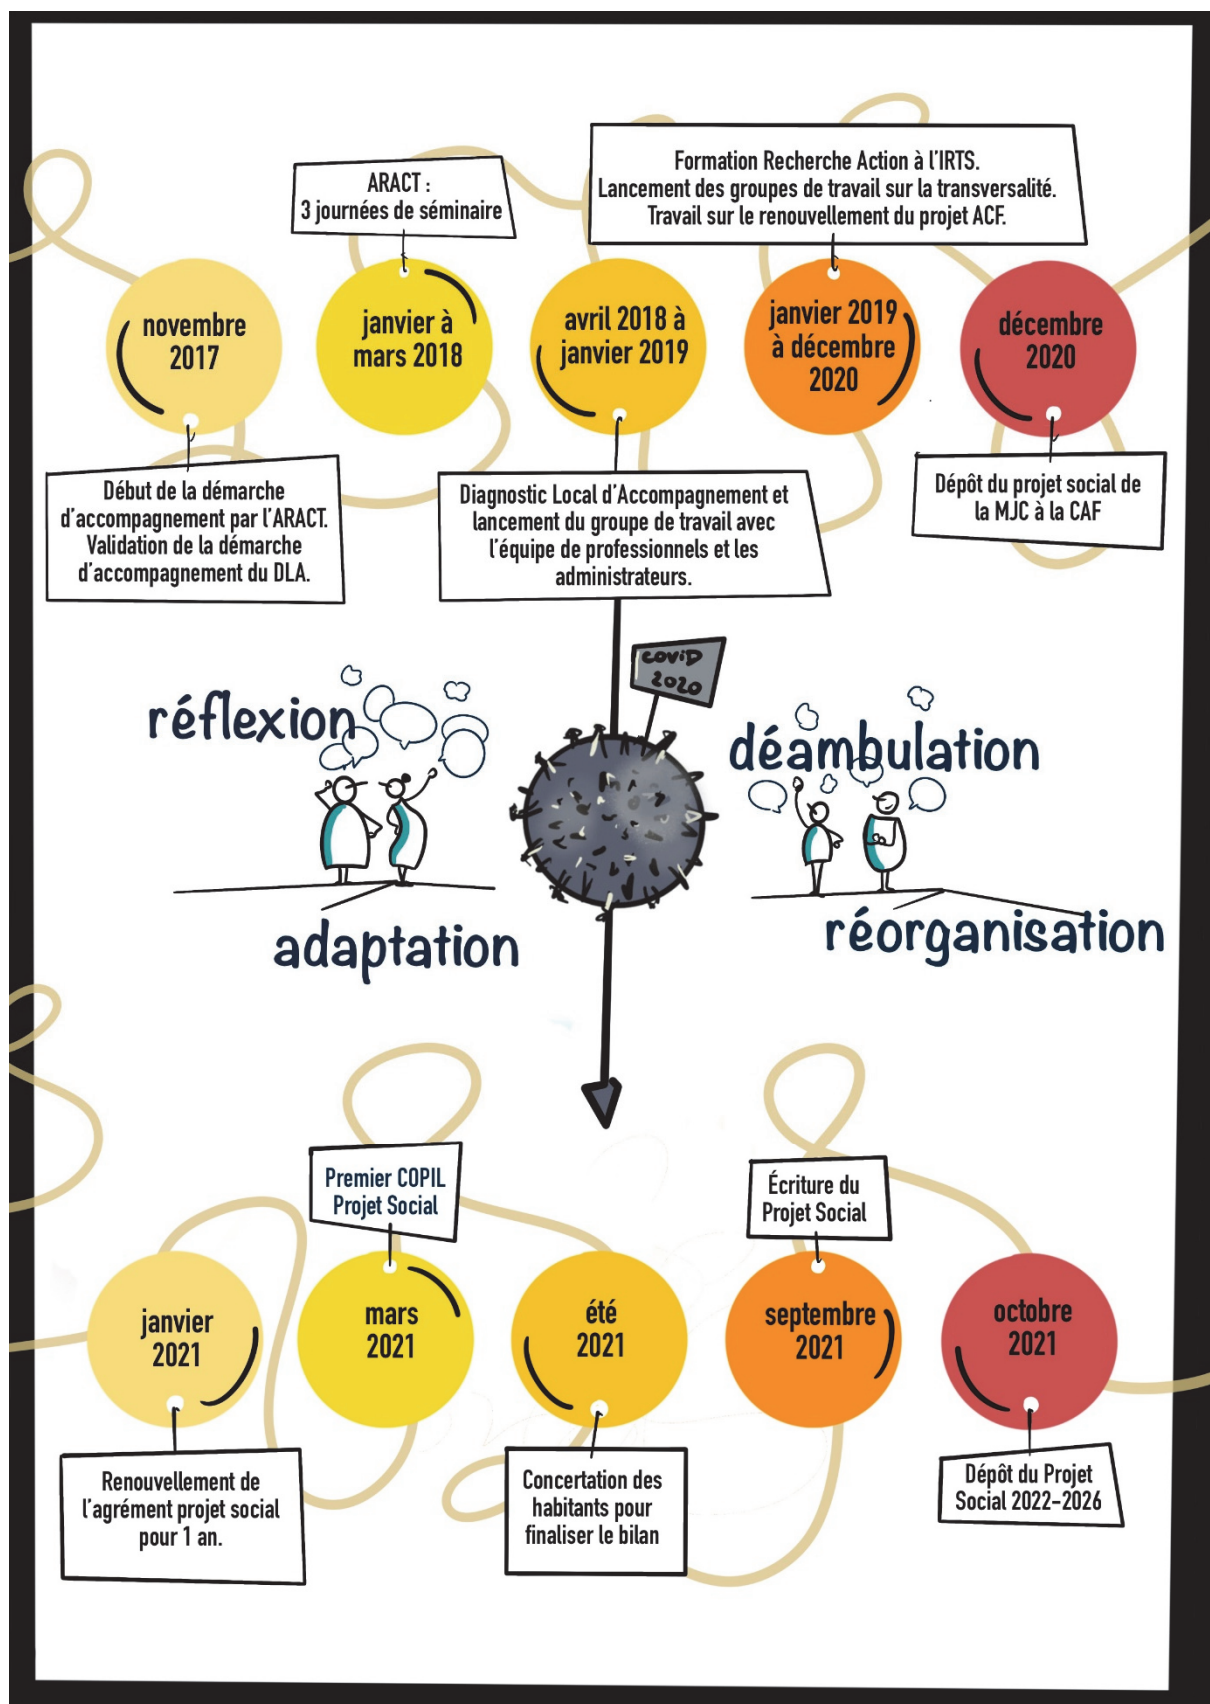 ARACT :
3 journées de séminaire
Formation Recherche Action à l'IRTS.
Lancement des groupes de travail sur la transversalité.
Travail sur le renouvellement du projet ACF.
novembre
2017
janvier à
mars 2018
avril 2018 à
janvier 2019
janvier 2019
à décembre
2020
décembre
2020
Début de la démarche
d'accompagnement par l'ARACT.
Validation de la démarche
d'accompagnement du DLA.
Diagnostic Local d'Accompagnement et
lancement du groupe de travail avec
l'équipe de professionnels et les
administrateurs.
Dépôt du projet social de
la MJC à la CAF
COVID
2020
réflexion
déambulation
adaptation
réorganisation
Premier COPIL
Projet Social
Écriture du
Projet Social
janvier
2021
mars
2021
été
2021
septembre
2021
octobre
2021
Renouvellement de
l'agrément projet social
pour 1 an.
Concertation des
habitants pour
finaliser le bilan
Dépôt du Projet
Social 2022-2026